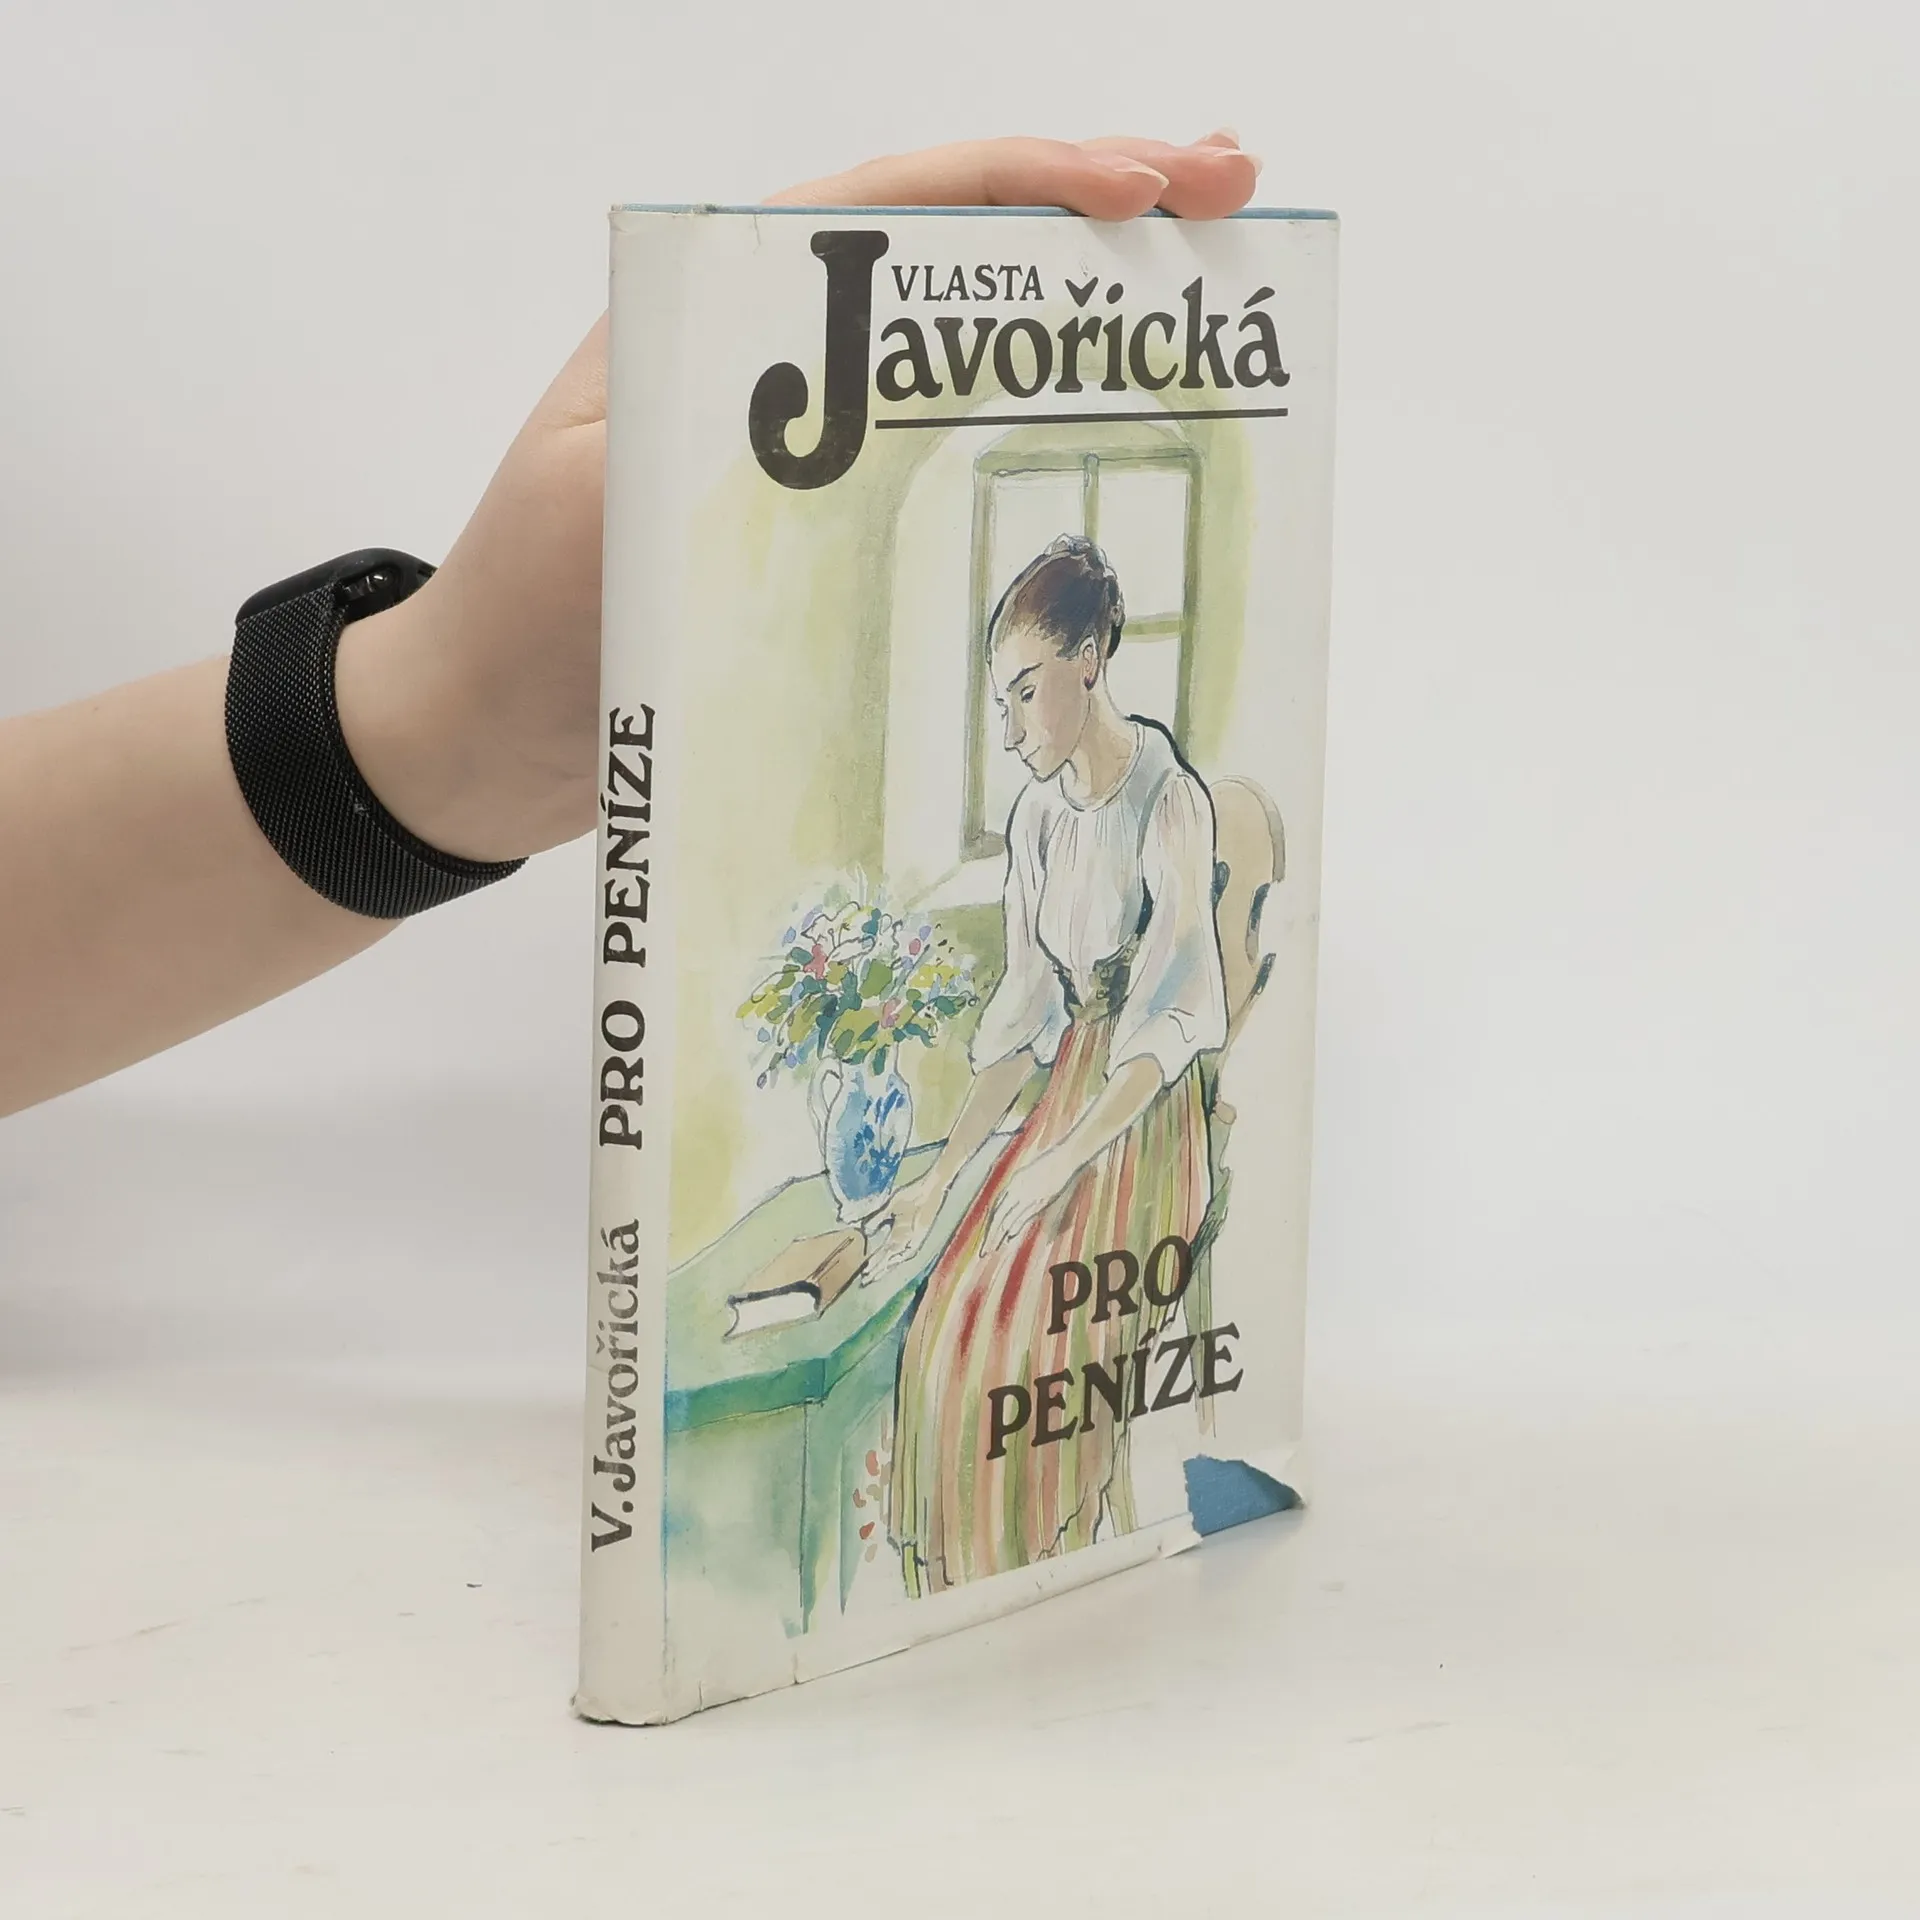 VLASTA
Javořická
PRO
PENÍZE
V. Javořická PRO PENÍZE